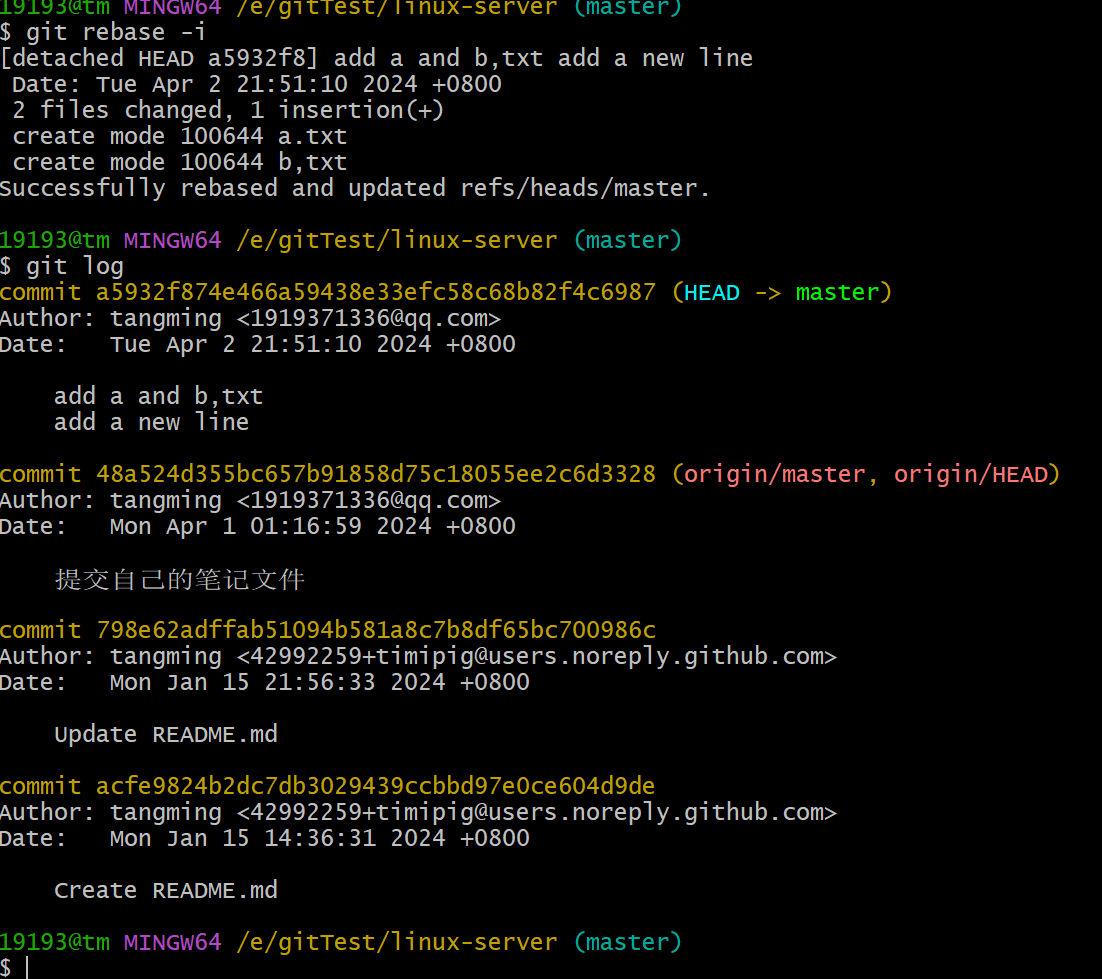 19193@tm MINGW64 /e/gitTest/linux-server (master)
$ git rebase -i
[detached HEAD a5932f8] add a and b,txt add a new line
 Date: Tue Apr 2 21:51:10 2024 +0800
 2 files changed, 1 insertion(+)
 create mode 100644 a.txt
 create mode 100644 b,txt
Successfully rebased and updated refs/heads/master.
19193@tm MINGW64 /e/gitTest/linux-server (master)
$ git log
commit a5932f874e466a59438e33efc58c68b82f4c6987 (HEAD -> master)
Author: tangming <1919371336@qq.com>
Date:   Tue Apr 2 21:51:10 2024 +0800
    add a and b,txt
    add a new line
commit 48a524d355bc657b91858d75c18055ee2c6d3328 (origin/master, origin/HEAD)
Author: tangming <1919371336@qq.com>
Date:   Mon Apr 1 01:16:59 2024 +0800
    提交自己的笔记文件
commit 798e62adffab51094b581a8c7b8df65bc700986c
Author: tangming <42992259+timipig@users.noreply.github.com>
Date:   Mon Jan 15 21:56:33 2024 +0800
    Update README.md
commit acfe9824b2dc7db3029439ccbbd97e0ce604d9de
Author: tangming <42992259+timipig@users.noreply.github.com>
Date:   Mon Jan 15 14:36:31 2024 +0800
    Create README.md
19193@tm MINGW64 /e/gitTest/linux-server (master)
$